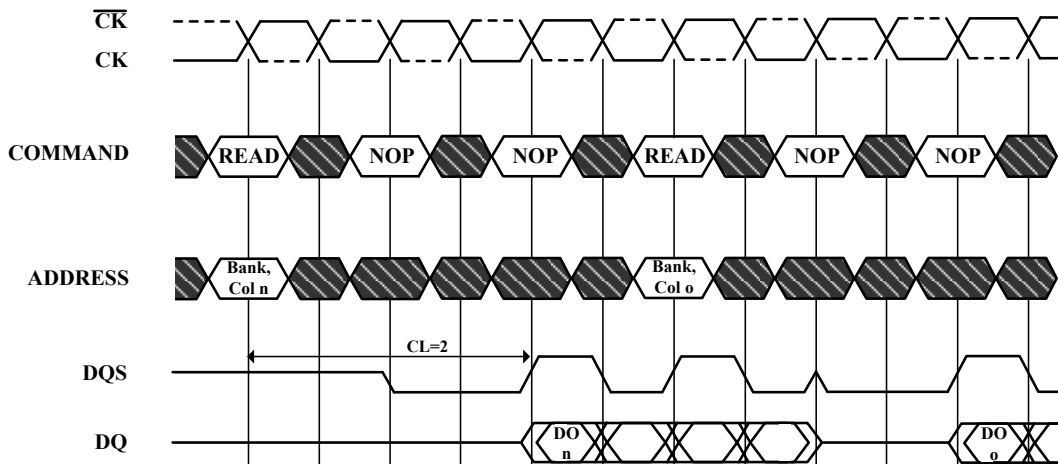 CK
CK
COMMAND READ NOP NOP READ NOP NOP
ADDRESS Bank, Col n Bank, Col o
CL=2
DQS
DQ DO n DO o